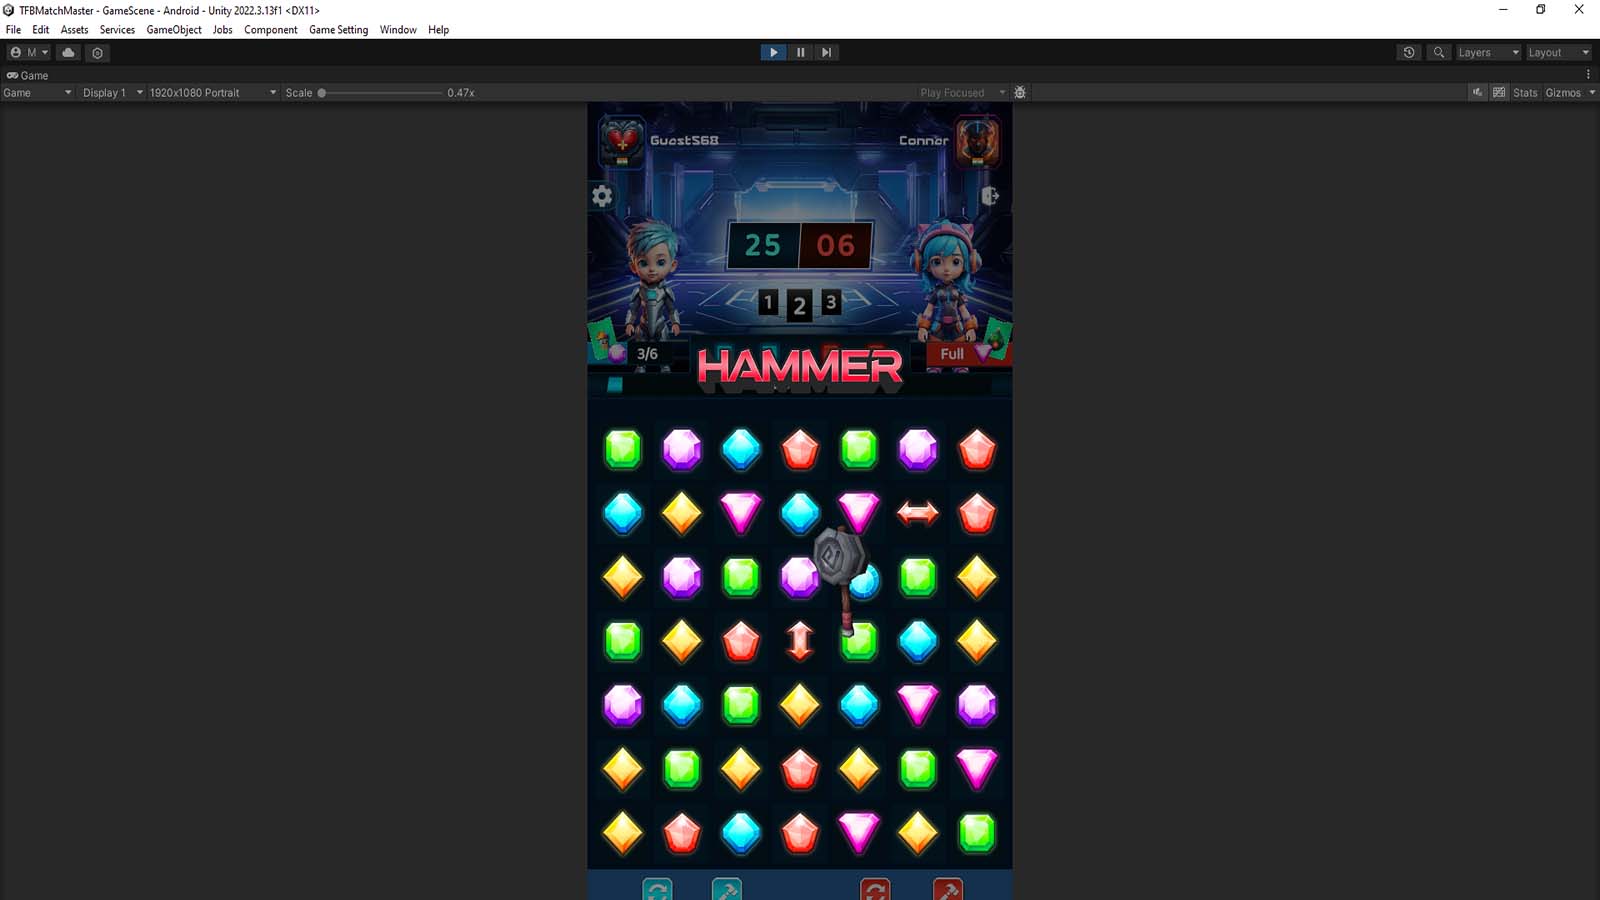 TFBMatchMaster - GameScene - Android - Unity 2022.3.13f1 <DX11>
File Edit Assets Services GameObject Jobs Component Game Setting Window Help
M Layers Layout
Game
Game Display 1 1920x1080 Portrait Scale 0.47x Play Focused Stats Gizmos
Guest568 Connor
25 06
1 2 3
3/6 HAMMER Full